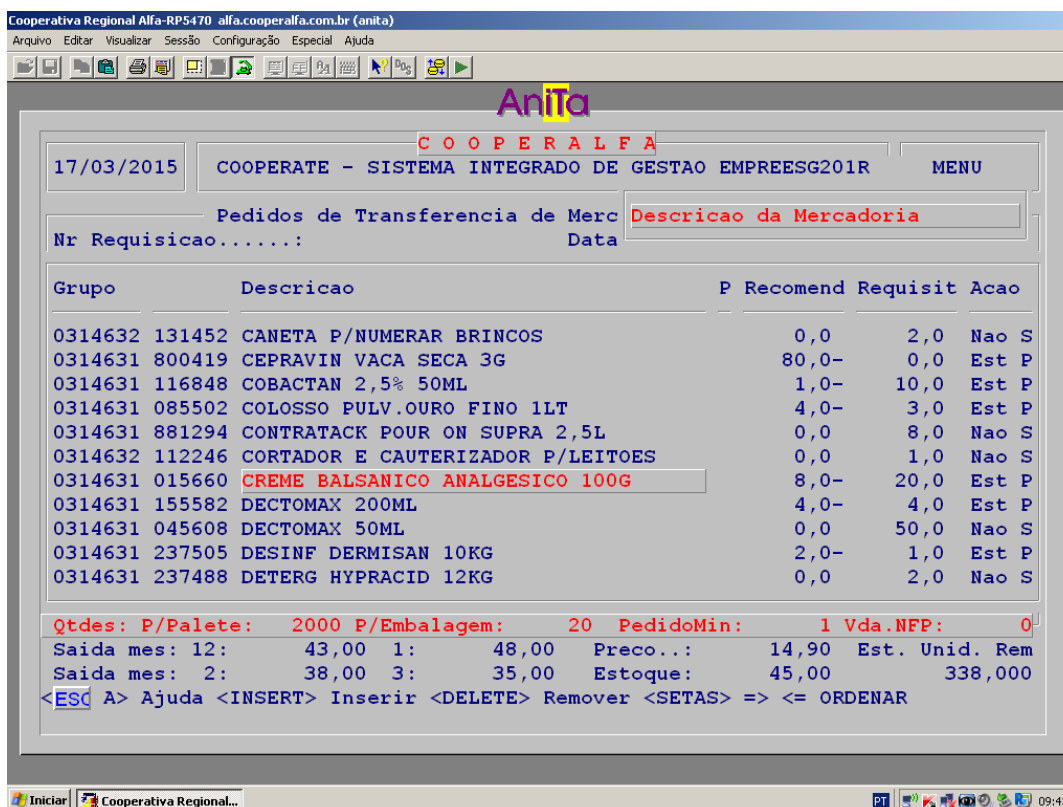 Cooperativa Regional Alfa-RP5470 alfa.cooperalfa.com.br (anita)
Arquivo Editar Visualizar Sessão Configuração Especial Ajuda
AniTa
C O O P E R A L F A
17/03/2015 COOPERATE - SISTEMA INTEGRADO DE GESTAO EMPREESG201R MENU
Pedidos de Transferencia de Merc Descricao da Mercadoria
Nr Requisicao......: Data
Grupo Descricao P Recomend Requisit Acao
0314632 131452 CANETA P/NUMERAR BRINCOS 0,0 2,0 Nao S
0314631 800419 CEPRAVIN VACA SECA 3G 80,0- 0,0 Est P
0314631 116848 COBACTAN 2,5% 50ML 1,0- 10,0 Est P
0314631 085502 COLOSSO PULV.OURO FINO 1LT 4,0- 3,0 Est P
0314631 881294 CONTRATACK POUR ON SUPRA 2,5L 0,0 8,0 Nao S
0314632 112246 CORTADOR E CAUTERIZADOR P/LEITOES 0,0 1,0 Nao S
0314631 015660 CREME BALSANICO ANALGESICO 100G 8,0- 20,0 Est P
0314631 155582 DECTOMAX 200ML 4,0- 4,0 Est P
0314631 045608 DECTOMAX 50ML 0,0 50,0 Nao S
0314631 237505 DESINF DERMISAN 10KG 2,0- 1,0 Est P
0314631 237488 DETERG HYPRACID 12KG 0,0 2,0 Nao S
Qtdes: P/Palete: 2000 P/Embalagem: 20 PedidoMin: 1 Vda.NFP: 0
Saida mes: 12: 43,00 1: 48,00 Preco..: 14,90 Est. Unid. Rem
Saida mes: 2: 38,00 3: 35,00 Estoque: 45,00 338,000
<ESC A> Ajuda <INSERT> Inserir <DELETE> Remover <SETAS> => <= ORDENAR
Iniciar Cooperativa Regional... PT